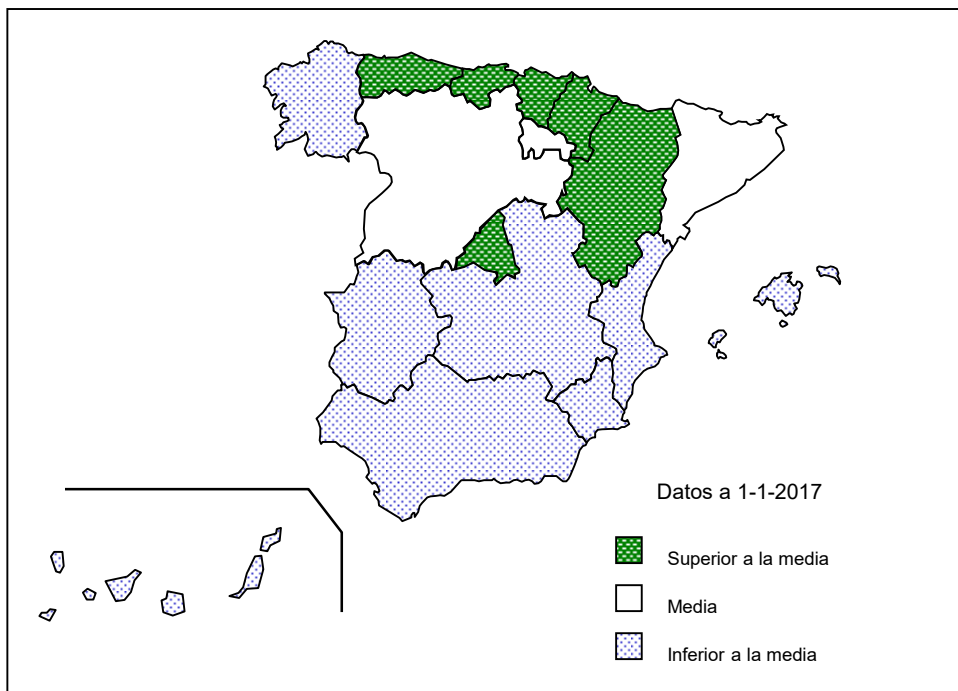 Datos a 1-1-2017
Superior a la media
Media
Inferior a la media